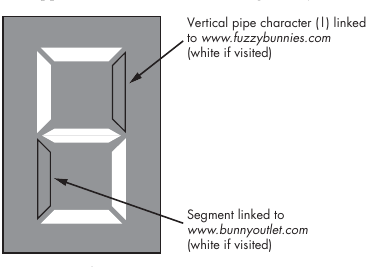 Vertical pipe character (|) linked
to www.fuzzybunnies.com
(white if visited)
Segment linked to
www.bunnyoutlet.com
(white if visited)